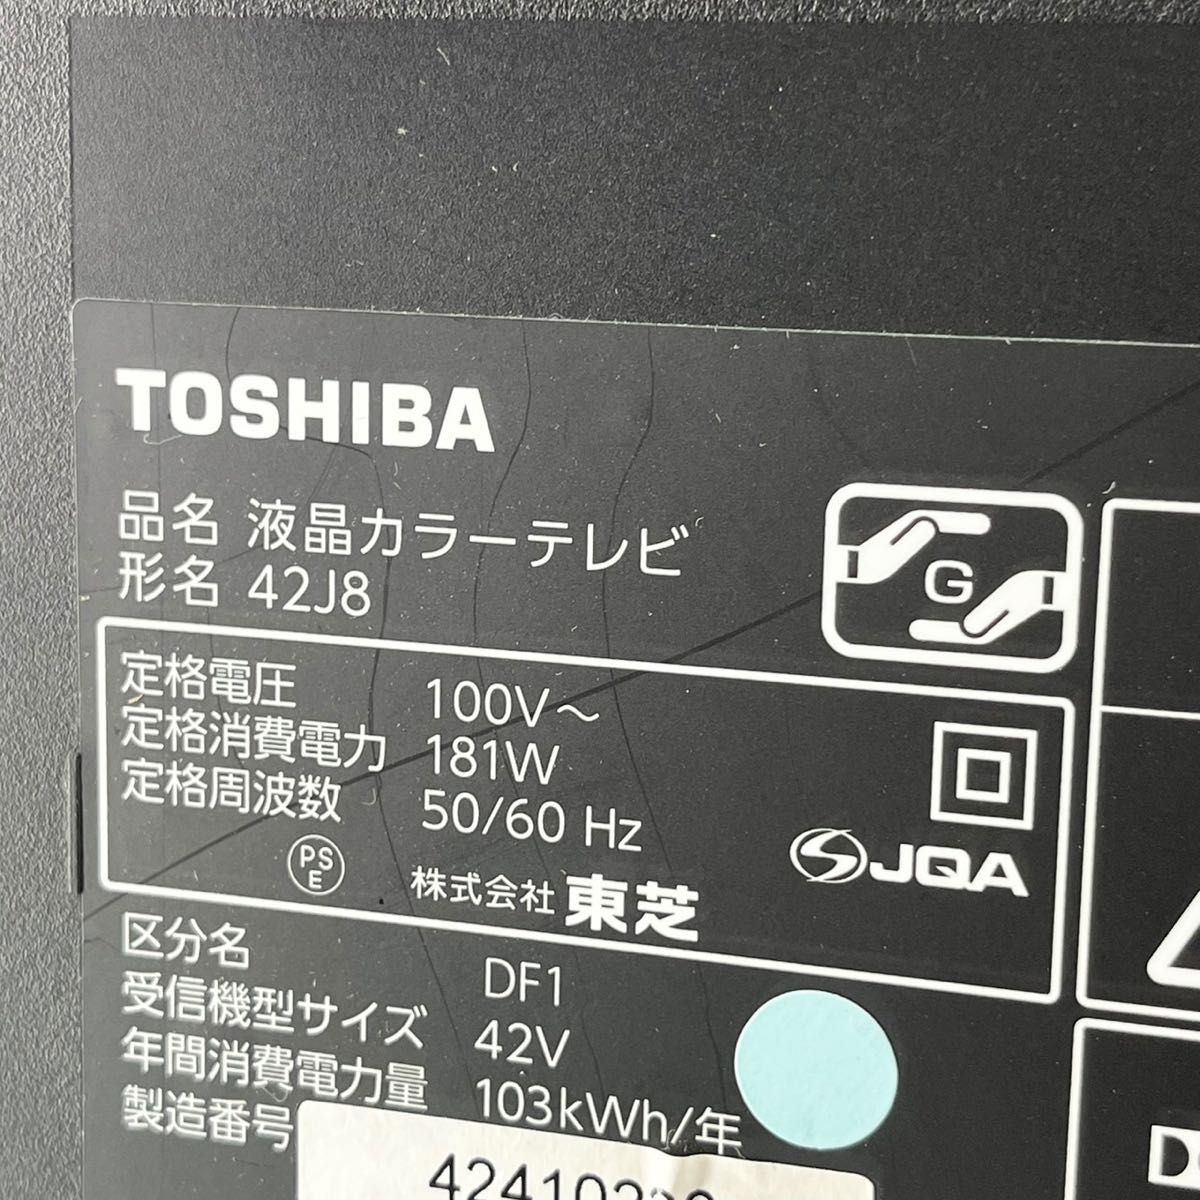 TOSHIBA
品名 液晶カラーテレビ
形名 42J8
G
定格電圧 100V～
定格消費電力 181W
定格周波数 50/60 Hz
PS
E
株式会社 東芝
JQA
区分名 DF1
受信機型サイズ 42V
年間消費電力量 103kWh/年
製造番号